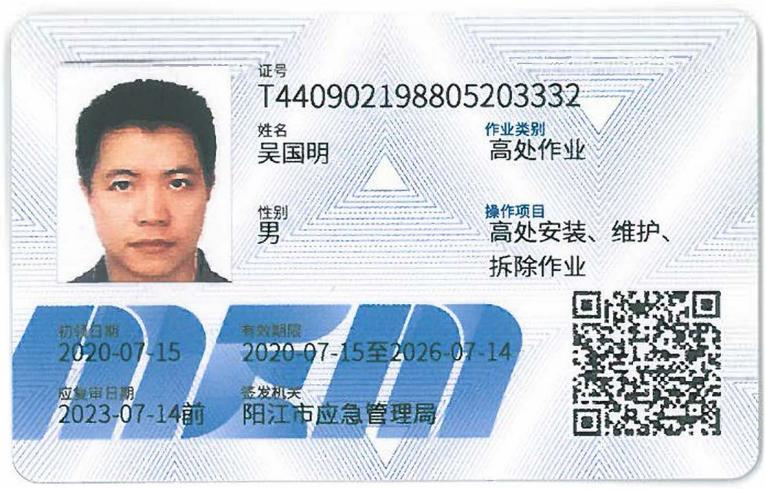 证号
T440902198805203332
姓名
吴国明
作业类别
高处作业
性别
男
操作项目
高处安装、维护、
拆除作业
初领日期
2020-07-15
有效期限
2020-07-15至2026-07-14
应复审日期
2023-07-14前
签发机关
阳江市应急管理局